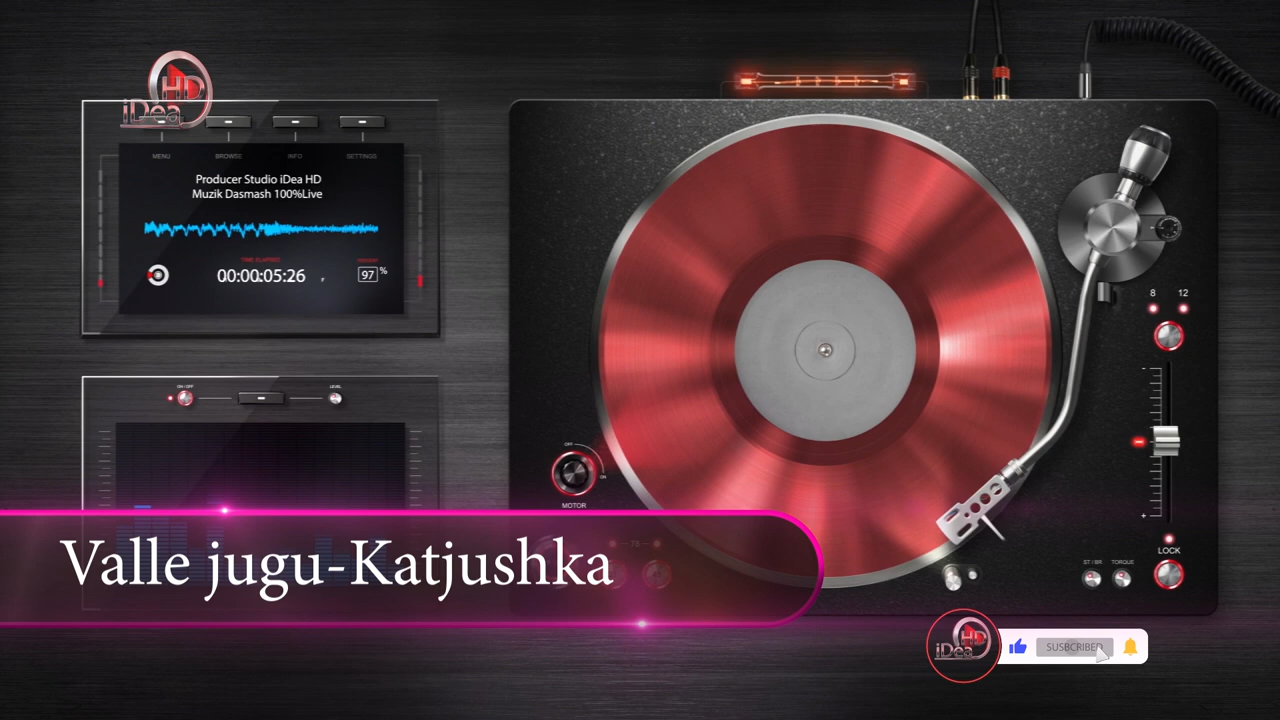 HD
iDea
MENU BROWSE INFO SETTINGS
Producer Studio iDea HD
Muzik Dasmash 100%Live
TIME ELAPSED
00:00:05:26
97 %
ON / OFF
LEVEL
8 12
OFF
ON
MOTOR
78
Valle jugu-Katjushka
LOCK
ST / BR TORQUE
HD
iDea
SUSBCRIBED